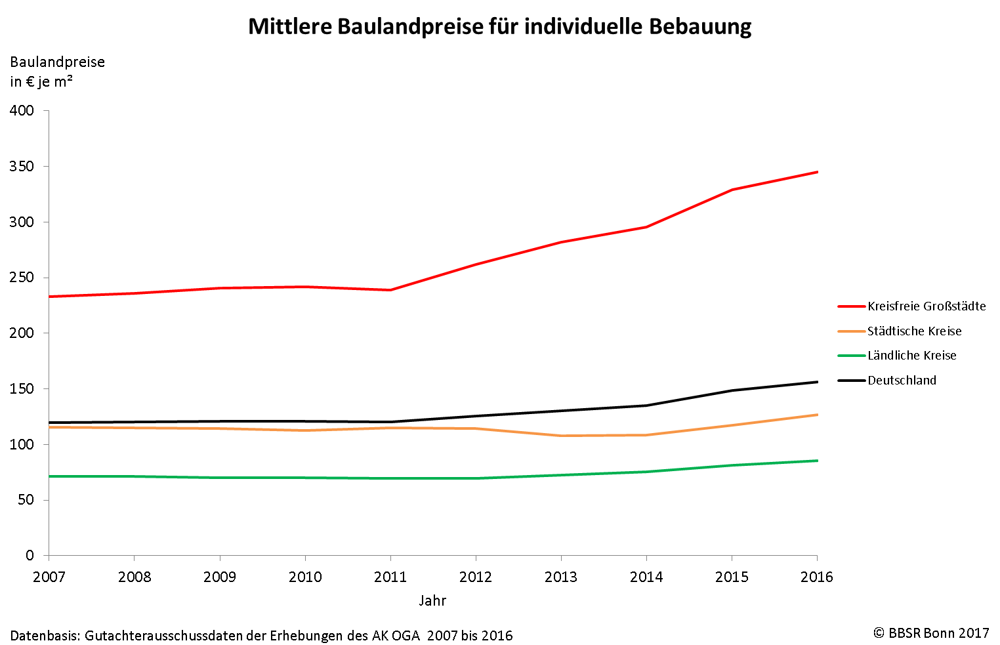 Mittlere Baulandpreise für individuelle Bebauung
Baulandpreise
in € je m²
400
350
300
250
200
150
100
50
0
2007 2008 2009 2010 2011 2012 2013 2014 2015 2016
Jahr
Kreisfreie Großstädte
Städtische Kreise
Ländliche Kreise
Deutschland
Datenbasis: Gutachterausschussdaten der Erhebungen des AK OGA 2007 bis 2016
© BBSR Bonn 2017